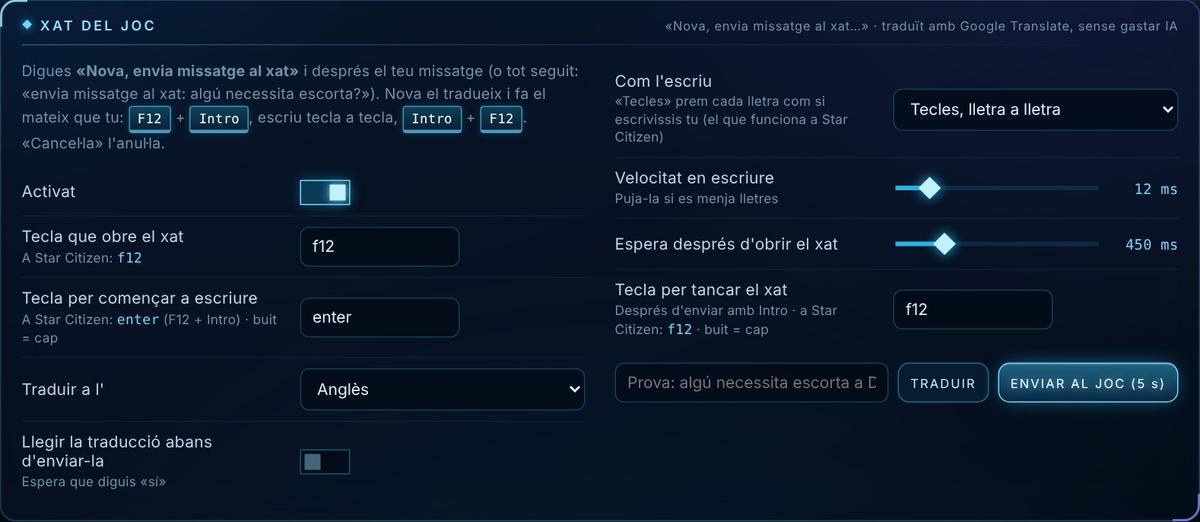 XAT DEL JOC
«Nova, envia missatge al xat…» · traduït amb Google Translate, sense gastar IA
Digues «Nova, envia missatge al xat» i després el teu missatge (o tot seguit:
«envia missatge al xat: algú necessita escorta?»). Nova el tradueix i fa el
mateix que tu: F12 + Intro, escriu tecla a tecla, Intro + F12.
«Cancel·la» l'anul·la.
Activat
Tecla que obre el xat
A Star Citizen: f12
f12
Tecla per començar a escriure
A Star Citizen: enter (F12 + Intro) · buit
= cap
enter
Traduir a l'
Anglès
Llegir la traducció abans
d'enviar-la
Espera que diguis «sí»
Com l'escriu
«Tecles» prem cada lletra com si
escrivissis tu (el que funciona a Star
Citizen)
Tecles, lletra a lletra
Velocitat en escriure
Puja-la si es menja lletres
12 ms
Espera després d'obrir el xat
450 ms
Tecla per tancar el xat
Després d'enviar amb Intro · a Star
Citizen: f12 · buit = cap
f12
Prova: algú necessita escorta a
TRADUIR
ENVIAR AL JOC (5 s)